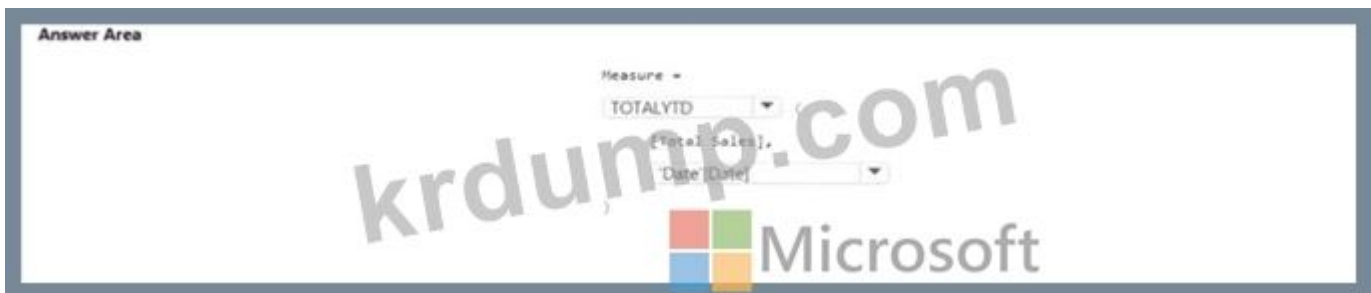 Answer Area
Measure =
TOTALYTD (
[Total Sales],
'Date'[Date]
)
krdump.com
Microsoft